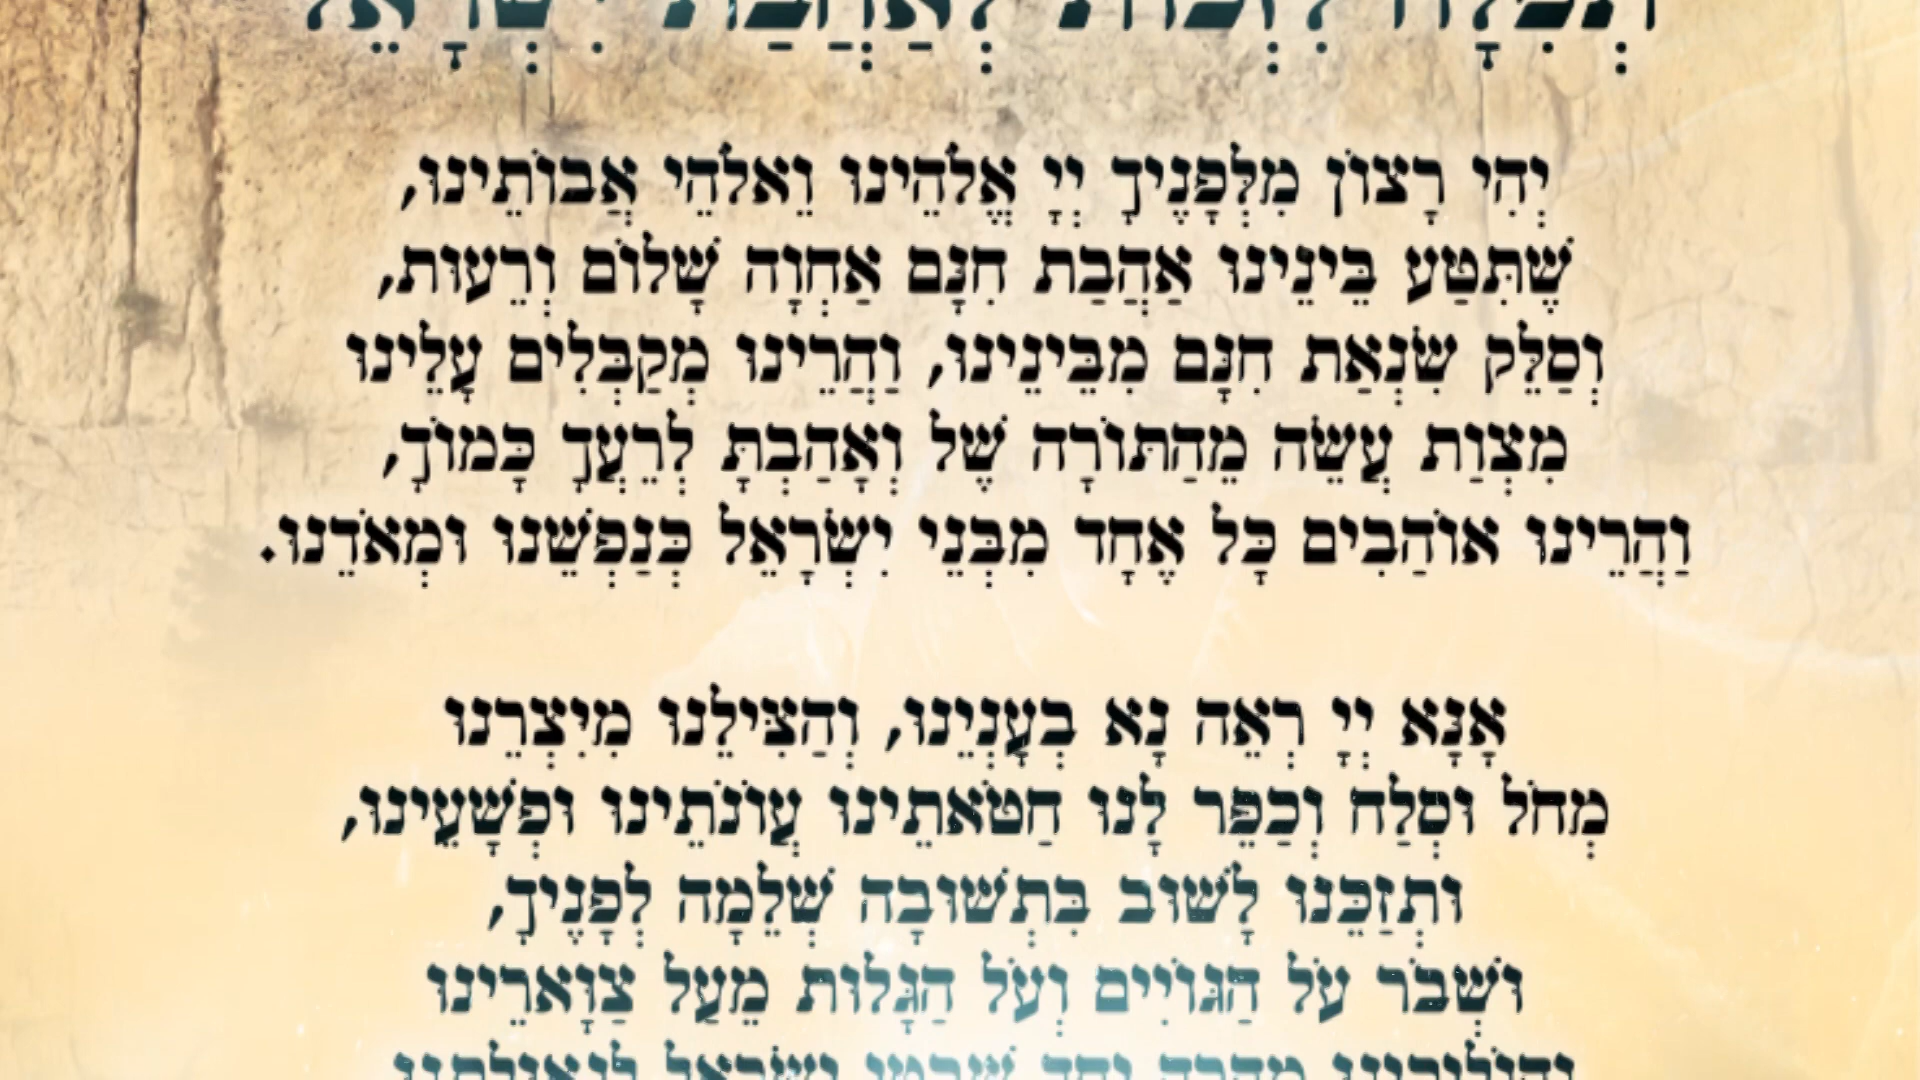 תְּפִלָּה לִזְכּוֹת לְאַהֲבַת יִשְׂרָאֵל
יְהִי רָצוֹן מִלְּפָנֶיךָ יְיָ אֱלֹהֵינוּ וֵאלֹהֵי אֲבוֹתֵינוּ,
שֶׁתִּטַּע בֵּינֵינוּ אַהֲבַת חִנָּם אַחְוָה שָׁלוֹם וְרֵעוּת,
וְסַלֵּק שִׂנְאַת חִנָּם מִבֵּינֵינוּ, וַהֲרֵינוּ מְקַבְּלִים עָלֵינוּ
מִצְוַת עֲשֵׂה מֵהַתּוֹרָה שֶׁל וְאָהַבְתָּ לְרֵעֲךָ כָּמוֹךָ,
וַהֲרֵינוּ אוֹהַבִים כָּל אֶחָד מִבְּנֵי יִשְׂרָאֵל כְּנַפְשֵׁנוּ וּמְאֹדֵנוּ.
אָנָּא יְיָ רְאֵה נָא בְעָנְיֵנוּ, וְהַצִּילֵנוּ מִיִצְרֵנוּ
מְחֹל וּסְלַח וְכַפֵּר לָנוּ חַטֹּאתֵינוּ עֲוֹנֹתֵינוּ וּפְשָׁעֵינוּ,
וּתְזַכֵּנוּ לָשׁוּב בִּתְשׁוּבָה שְׁלֵמָה לְפָנֶיךָ,
וּשְׁבֹר עֹל הַגּוֹיִים וְעֹל הַגָּלוּת מֵעַל צַוָּארֵינוּ